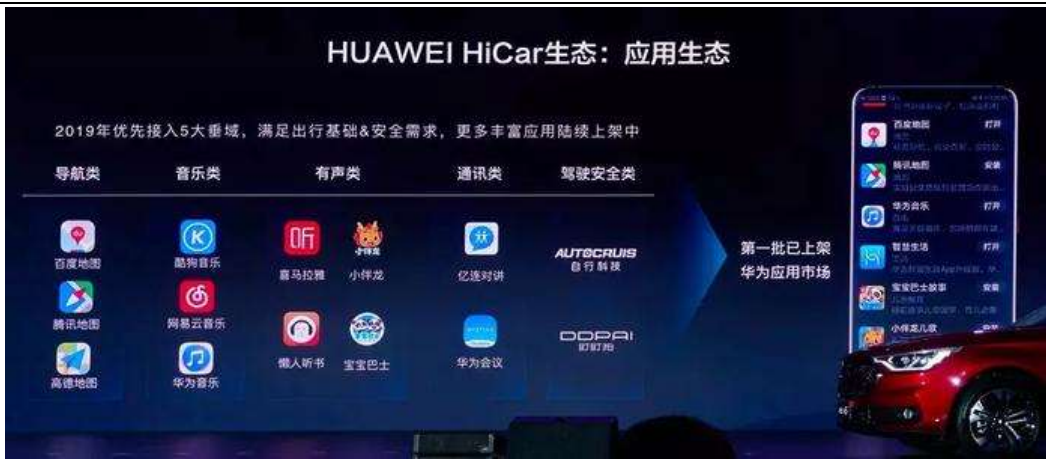 HUAWEI HiCar生态：应用生态
2019年优先接入5大垂域，满足出行基础&安全需求，更多丰富应用陆续上架中
导航类 音乐类 有声类 通讯类 驾驶安全类
百度地图
腾讯地图
高德地图
K
酷狗音乐
网易云音乐
华为音乐
听
喜马拉雅
小伴龙
小伴龙
懒人听书
宝宝巴士
亿连对讲
华为会议
AUTOCRUIS
自行科技
DDPAI
盯盯拍
第一批已上架
华为应用市场
百度地图 打开
腾讯地图 安装
华为音乐 打开
智慧生活 打开
宝宝巴士故事 安装
小伴龙儿歌